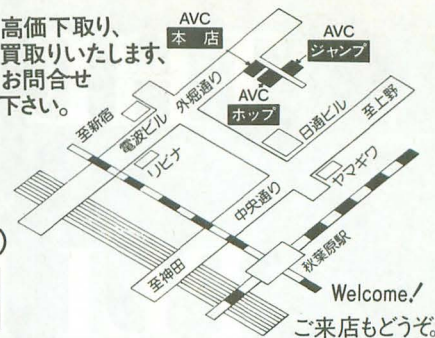 高価下取り、
買取りいたします、
お問合せ
下さい。
AVC
本店
AVC
ジャンプ
AVC
ホップ
外堀通り
至新宿
電波ビル
リビナ
日通ビル
至上野
ヤマギワ
中央通り
秋葉原駅
至神田
Welcome!
ご来店もどうぞ。